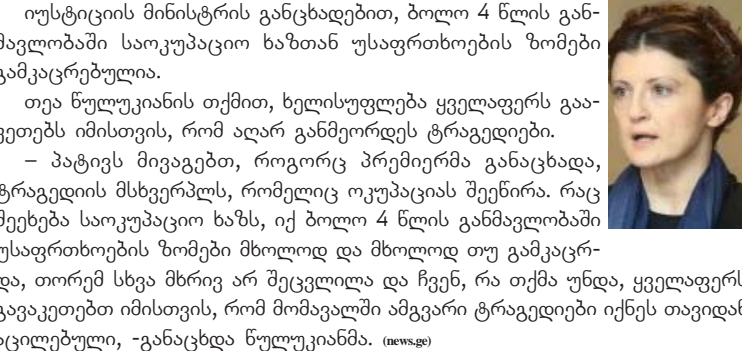 იუსტიციის მინისტრის განცხადებით, ბოლო 4 წლის გან-
მავლობაში საოკუპაციო ხაზთან უსაფრთხოების ზომები
გამკაცრებულია.
თეა წულუკიანის თქმით, ხელისუფლება ყველაფერს გაა-
კეთებს იმისთვის, რომ აღარ განმეორდეს ტრაგედიები.
– პატივს მივაგებთ, როგორც პრემიერმა განაცხადა,
ტრაგედიის მსხვერპლს, რომელიც ოკუპაციას შეეწირა. რაც
შეეხება საოკუპაციო ხაზს, იქ ბოლო 4 წლის განმავლობაში
უსაფრთხოების ზომები მხოლოდ და მხოლოდ თუ გამკაცრ-
და, თორემ სხვა მხრივ არ შეცვლილა და ჩვენ, რა თქმა უნდა, ყველაფერს
გავაკეთებთ იმისთვის, რომ მომავალში ამგვარი ტრაგედიები იქნეს თავიდან
აცილებული, -განაცხდა წულუკიანმა. (news.ge)